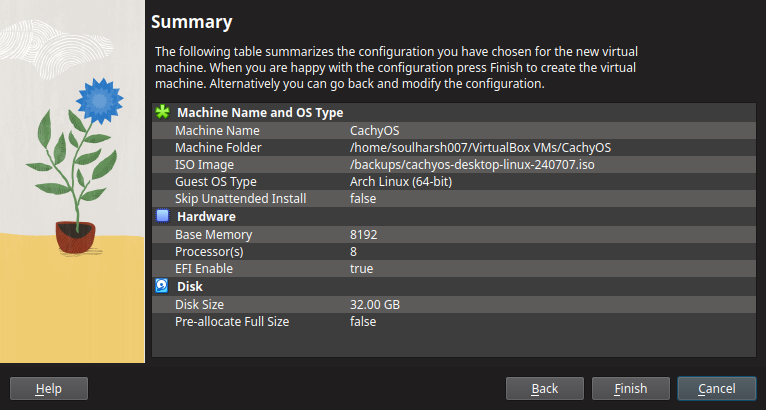 Summary
The following table summarizes the configuration you have chosen for the new virtual
machine. When you are happy with the configuration press Finish to create the virtual
machine. Alternatively you can go back and modify the configuration.
Machine Name and OS Type
Machine Name CachyOS
Machine Folder /home/soulharsh007/VirtualBox VMs/CachyOS
ISO Image /backups/cachyos-desktop-linux-240707.iso
Guest OS Type Arch Linux (64-bit)
Skip Unattended Install false
Hardware
Base Memory 8192
Processor(s) 8
EFI Enable true
Disk
Disk Size 32.00 GB
Pre-allocate Full Size false
Help Back Finish Cancel